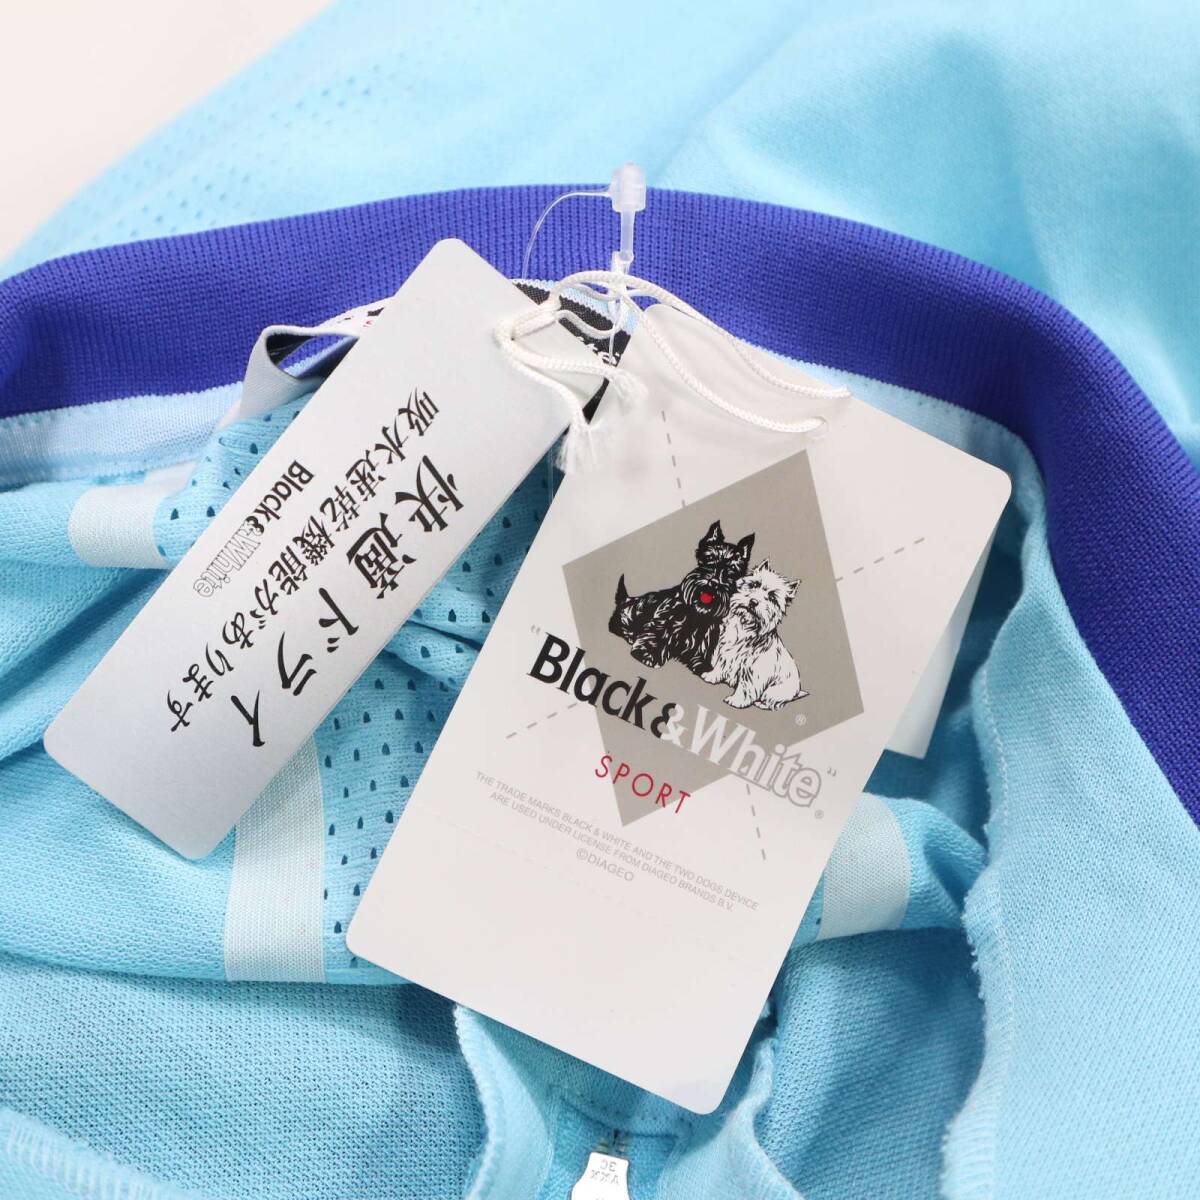 快適ドライ
吸水速乾機能があります
Black&White
"Black&White"®
SPORT
®
THE TRADE MARKS BLACK & WHITE AND THE TWO DOGS DEVICE
ARE USED UNDER LICENSE FROM DIAGEO BRANDS B.V.
©DIAGEO
YKK